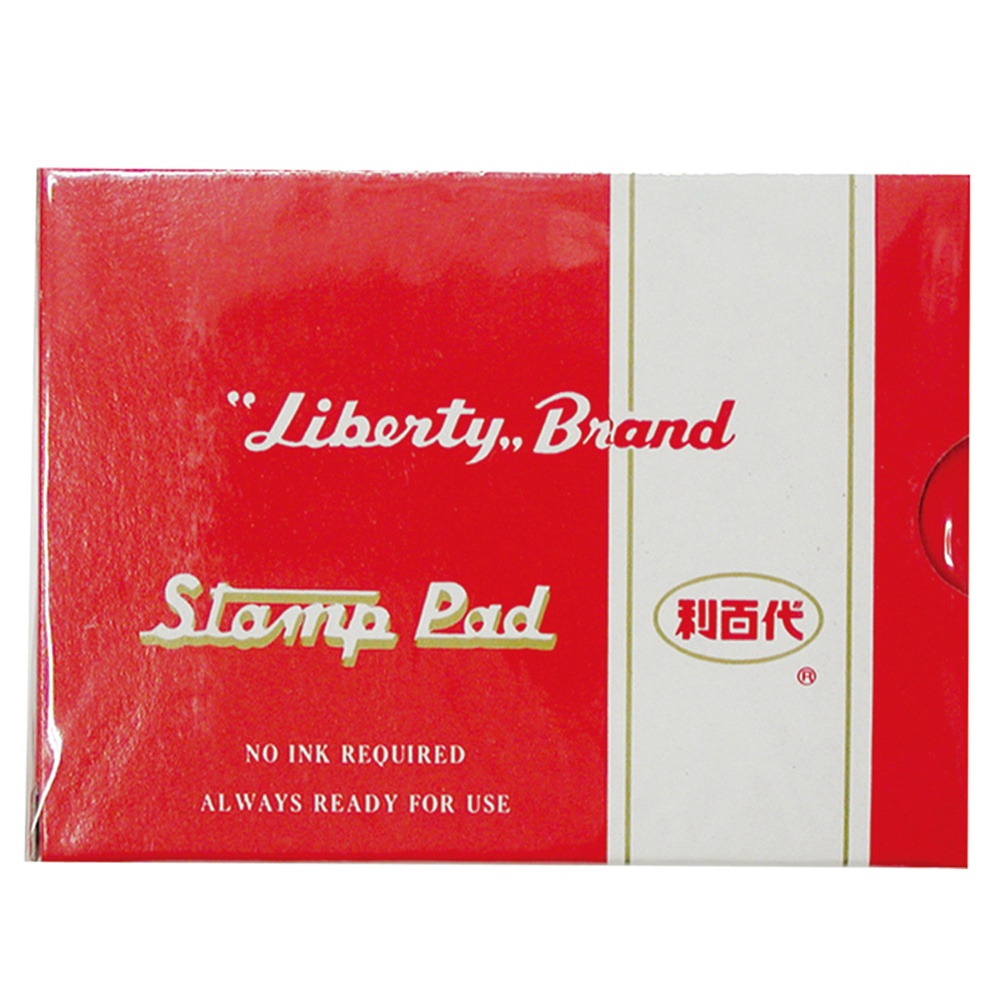 “Liberty„ Brand
Stamp Pad
利百代
®
NO INK REQUIRED
ALWAYS READY FOR USE